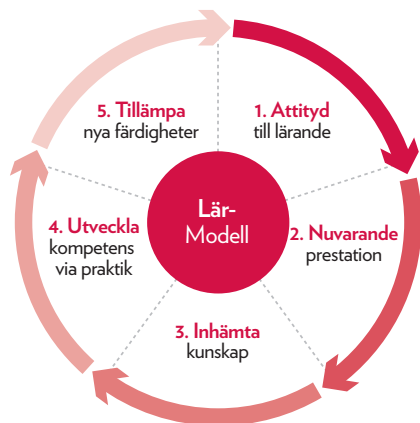 1. Attityd
till lärande
2. Nuvarande
prestation
3. Inhämta
kunskap
4. Utveckla
kompetens
via praktik
5. Tillämpa
nya färdigheter
Lär-
Modell